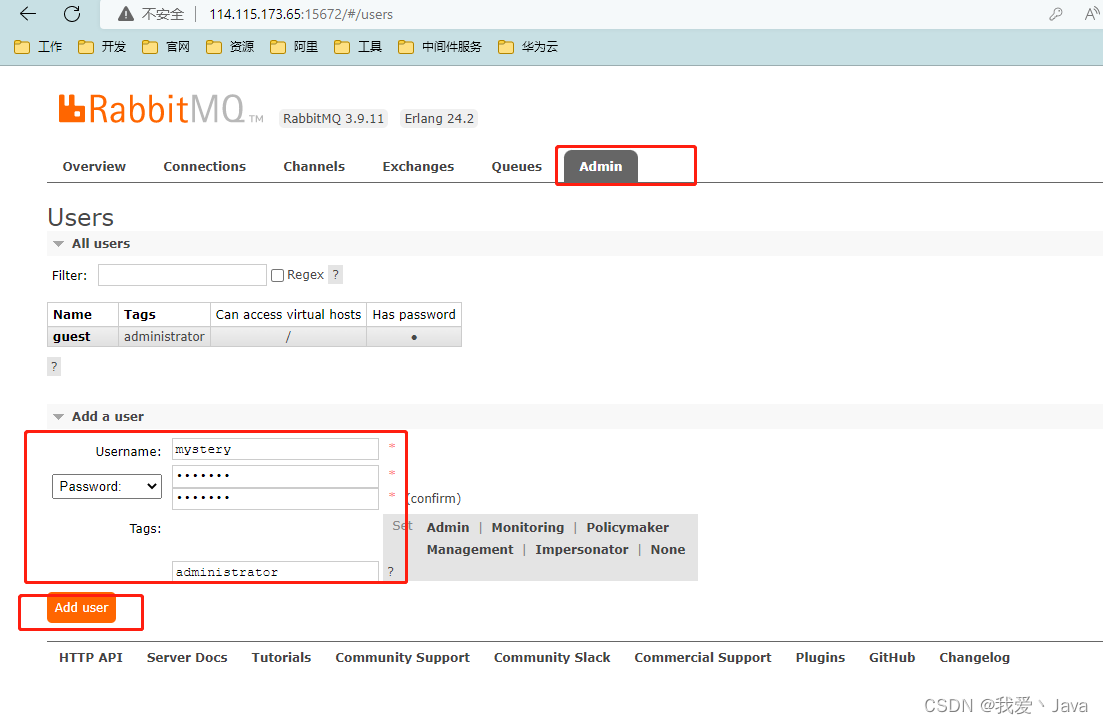 不安全 114.115.173.65:15672/#/users A
工作 开发 官网 资源 阿里 工具 中间件服务 华为云
RabbitMQ TM RabbitMQ 3.9.11 Erlang 24.2
Overview Connections Channels Exchanges Queues Admin
Users
All users
Filter: Regex ?
Name Tags Can access virtual hosts Has password
guest administrator / ●
?
Add a user
Username: mystery *
Password: ••••••• *
••••••• * (confirm)
Tags: Set Admin | Monitoring | Policymaker
Management | Impersonator | None
administrator ?
Add user
HTTP API Server Docs Tutorials Community Support Community Slack Commercial Support Plugins GitHub Changelog
CSDN @我爱丶Java